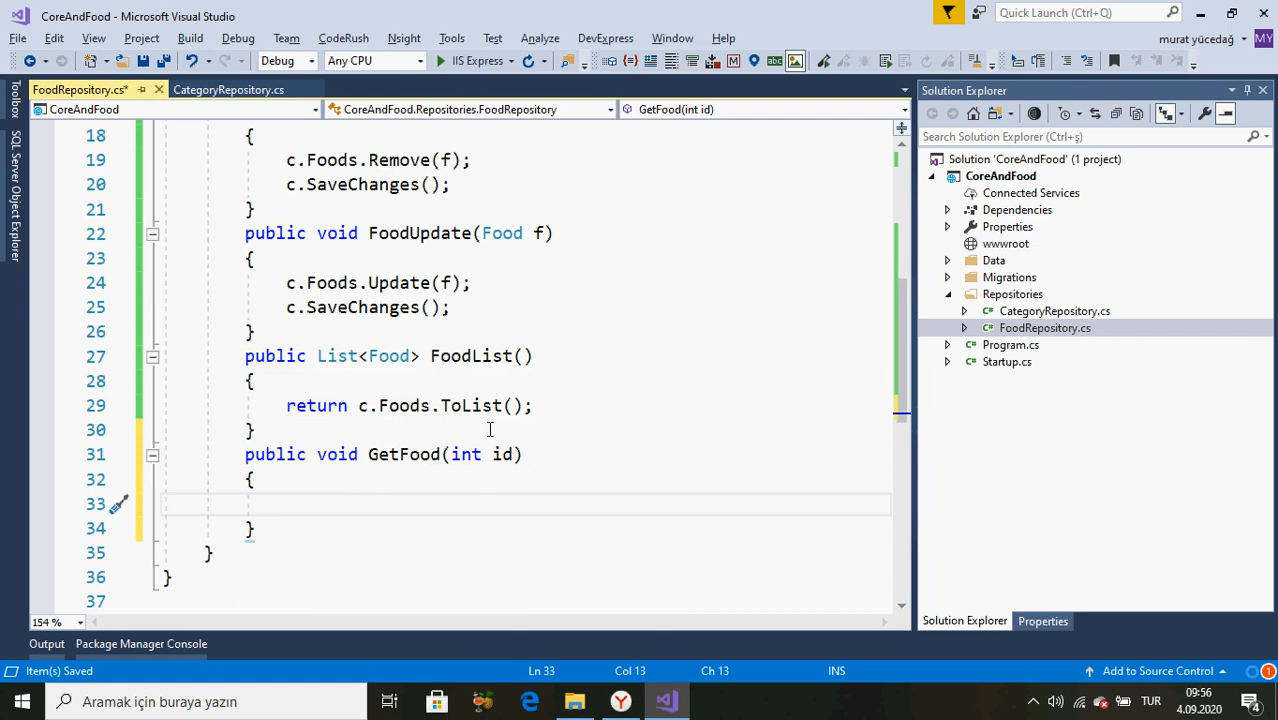 CoreAndFood - Microsoft Visual Studio
Quick Launch (Ctrl+Q)
File Edit View Project Build Debug Team CodeRush Nsight Tools Test Analyze DevExpress Window Help
murat yücedağ
MY
Debug Any CPU IIS Express
FoodRepository.cs* CategoryRepository.cs
CoreAndFood CoreAndFood.Repositories.FoodRepository GetFood(int id)
Toolbox
SQL Server Object Explorer
18 {
19 c.Foods.Remove(f);
20 c.SaveChanges();
21 }
22 public void FoodUpdate(Food f)
23 {
24 c.Foods.Update(f);
25 c.SaveChanges();
26 }
27 public List<Food> FoodList()
28 {
29 return c.Foods.ToList();
30 }
31 public void GetFood(int id)
32 {
33
34 }
35 }
36 }
37
154 %
Solution Explorer
Search Solution Explorer (Ctrl+ş)
Solution 'CoreAndFood' (1 project)
CoreAndFood
Connected Services
Dependencies
Properties
wwwroot
Data
Migrations
Repositories
CategoryRepository.cs
FoodRepository.cs
Program.cs
Startup.cs
Solution Explorer Properties
Output Package Manager Console
Item(s) Saved Ln 33 Col 13 Ch 13 INS Add to Source Control 1
Aramak için buraya yazın
TUR
09:56
4.09.2020
4